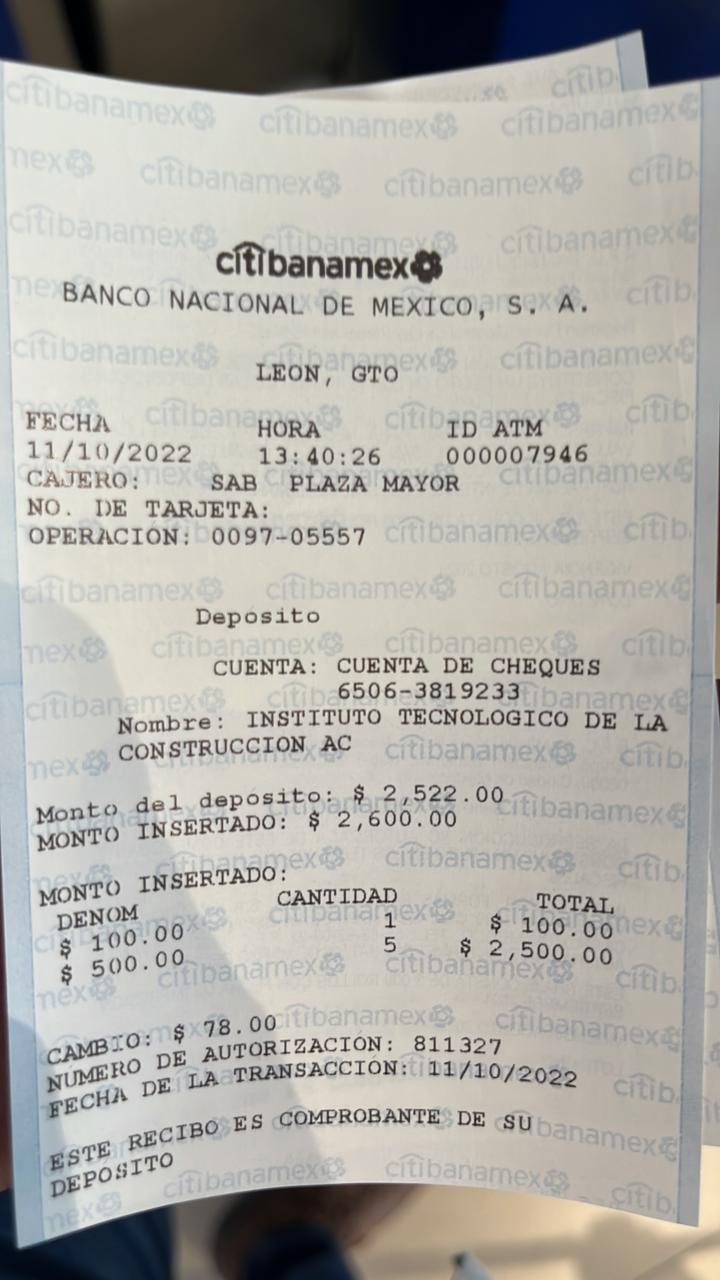 citibanamex
BANCO NACIONAL DE MEXICO, S. A.
LEON, GTO
FECHA HORA ID ATM
11/10/2022 13:40:26 000007946
CAJERO: SAB PLAZA MAYOR
NO. DE TARJETA:
OPERACION: 0097-05557
Deposito
CUENTA: CUENTA DE CHEQUES
6506-3819233
Nombre: INSTITUTO TECNOLOGICO DE LA
CONSTRUCCION AC
Monto del deposito: $ 2,522.00
MONTO INSERTADO: $ 2,600.00
MONTO INSERTADO:
DENOM CANTIDAD TOTAL
$ 100.00 1 $ 100.00
$ 500.00 5 $ 2,500.00
CAMBIO: $ 78.00
NUMERO DE AUTORIZACIÓN: 811327
FECHA DE LA TRANSACCIÓN: 11/10/2022
ESTE RECIBO ES COMPROBANTE DE SU
DEPOSITO